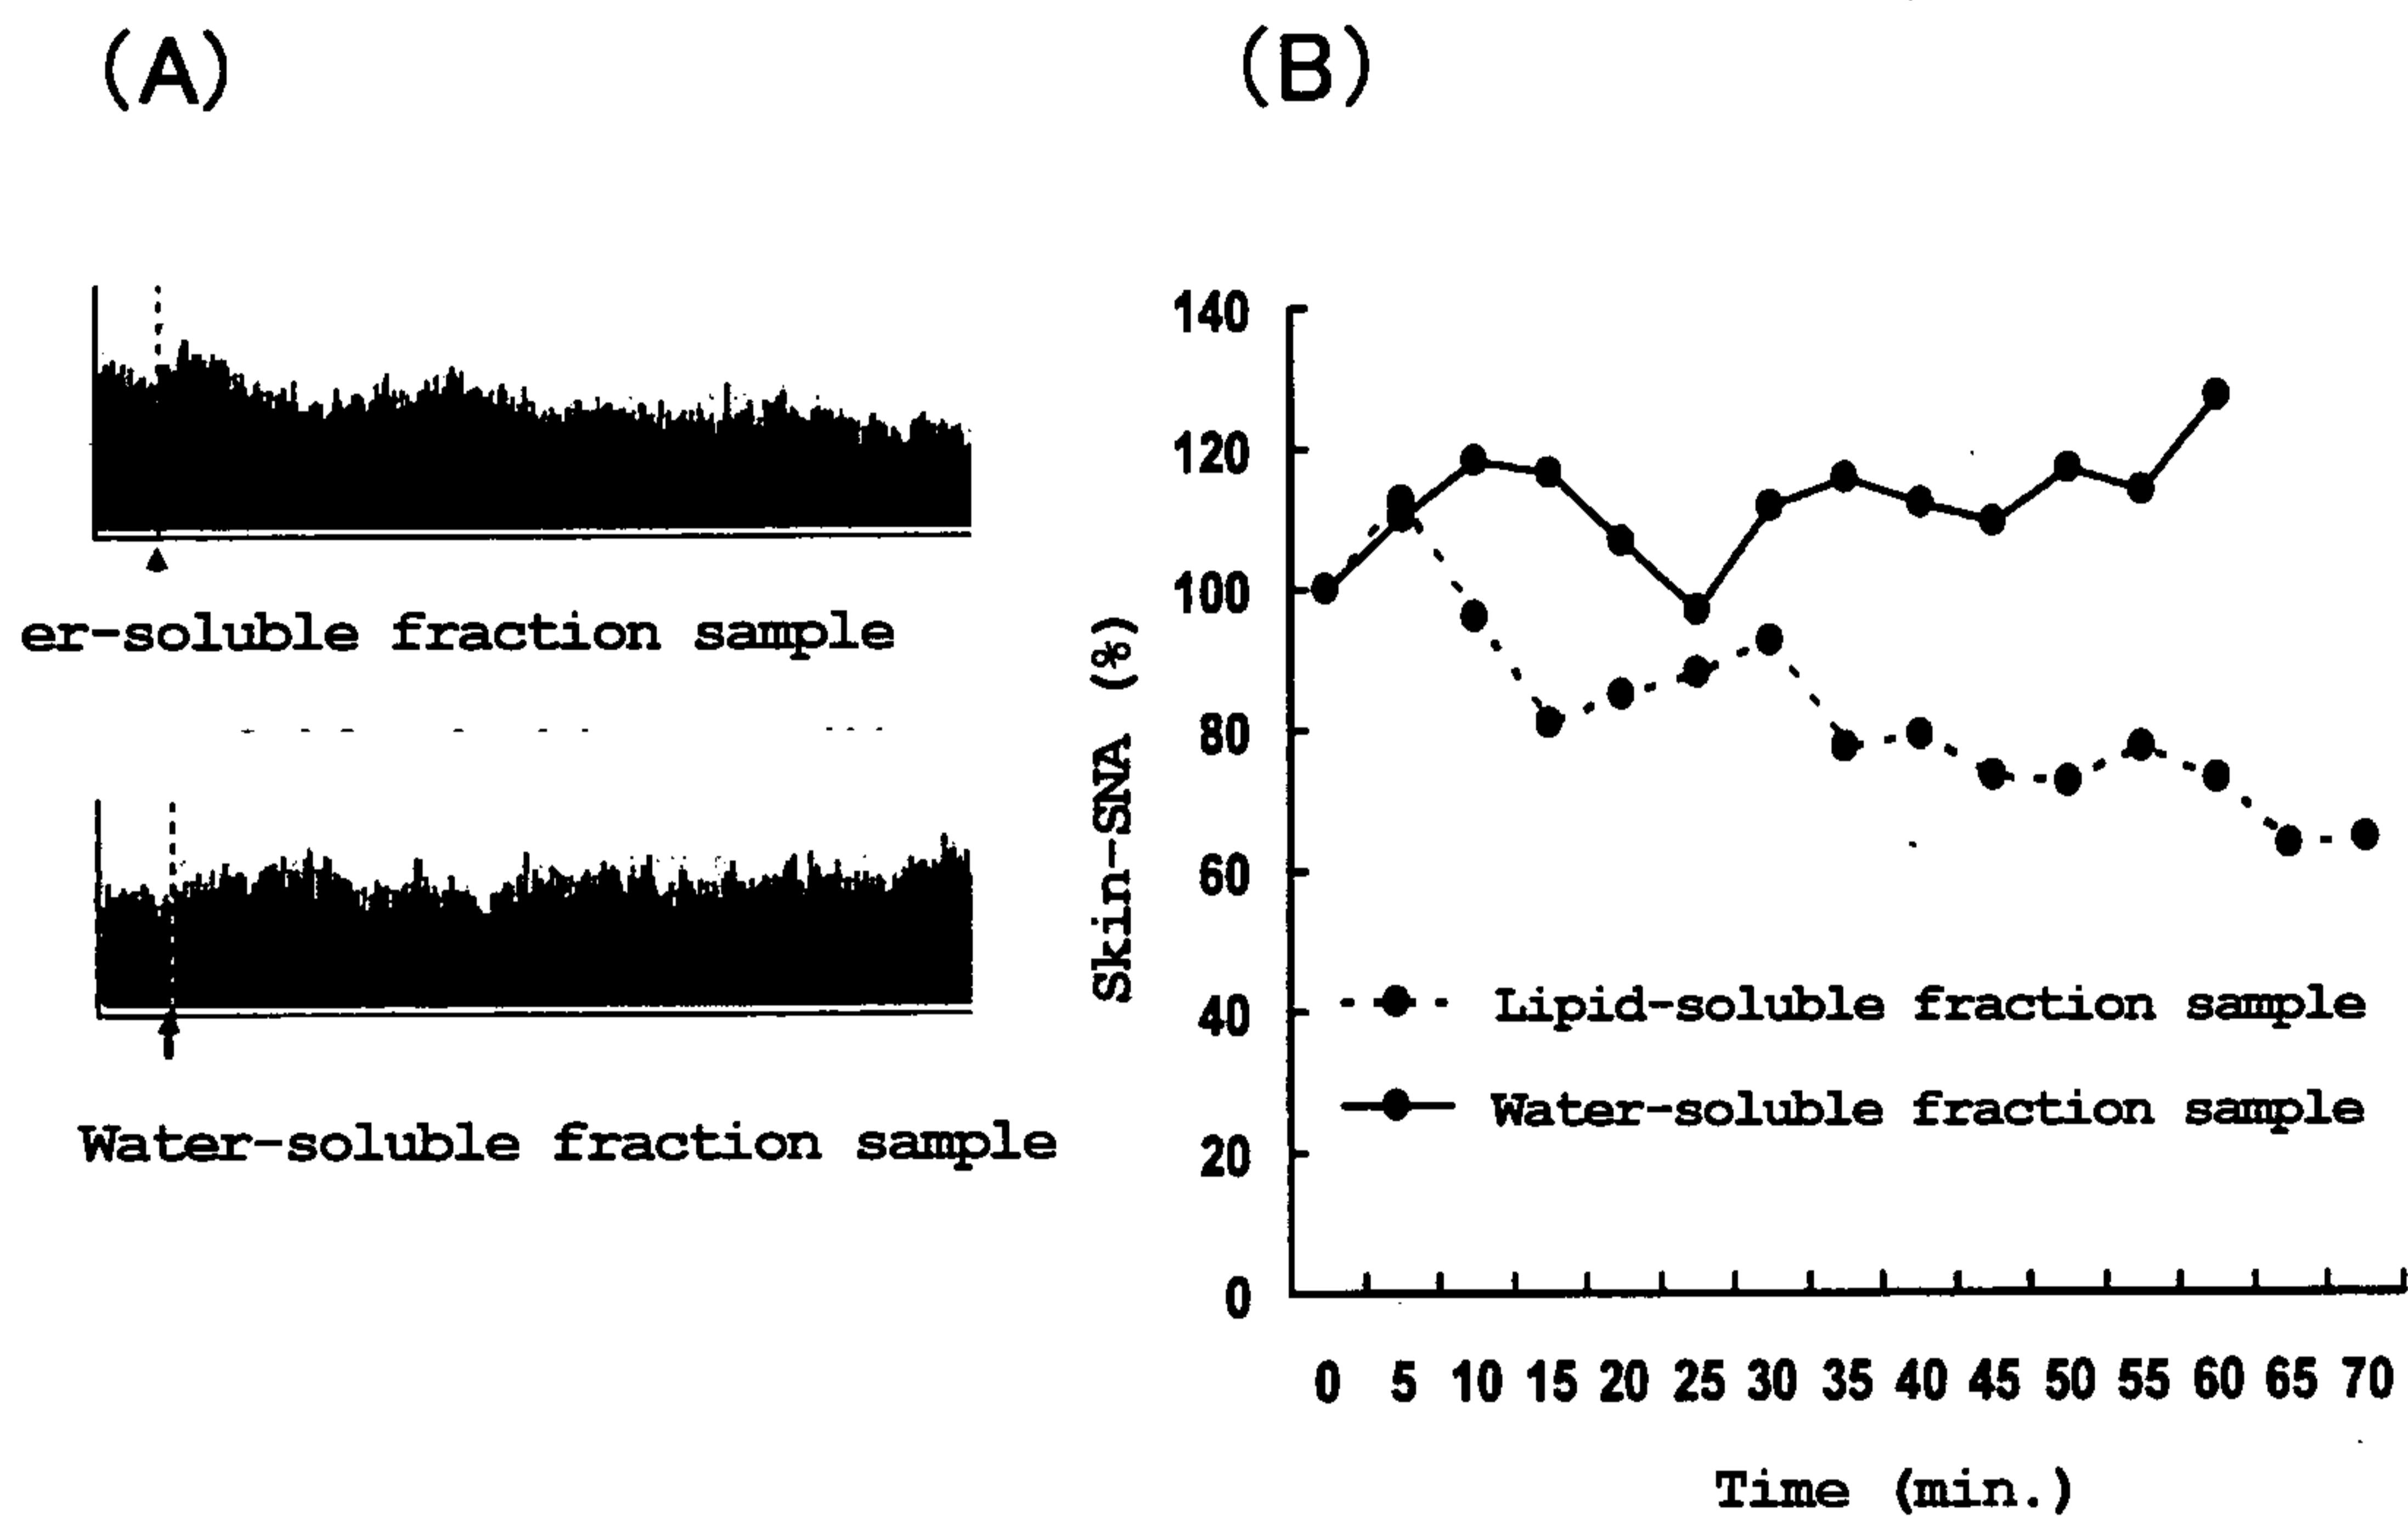 (A)
er-soluble fraction sample
Water-soluble fraction sample
(B)
140
120
100
80
60
40
20
0
Skin-SNA (%)
Lipid-soluble fraction sample
Water-soluble fraction sample
0 5 10 15 20 25 30 35 40 45 50 55 60 65 70
Time (min.)